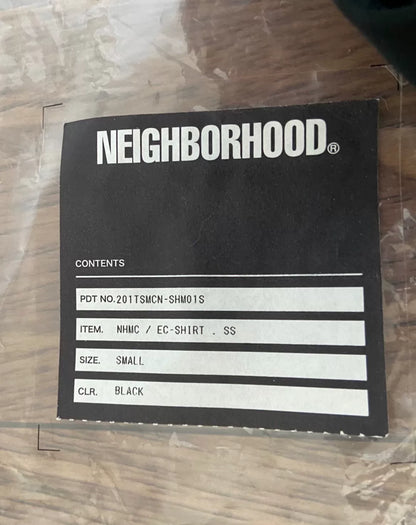 NEIGHBORHOOD®
CONTENTS
PDT NO. 201TSMCN-SHM01S
ITEM. NHMC / EC-SHIRT . SS
SIZE. SMALL
CLR. BLACK